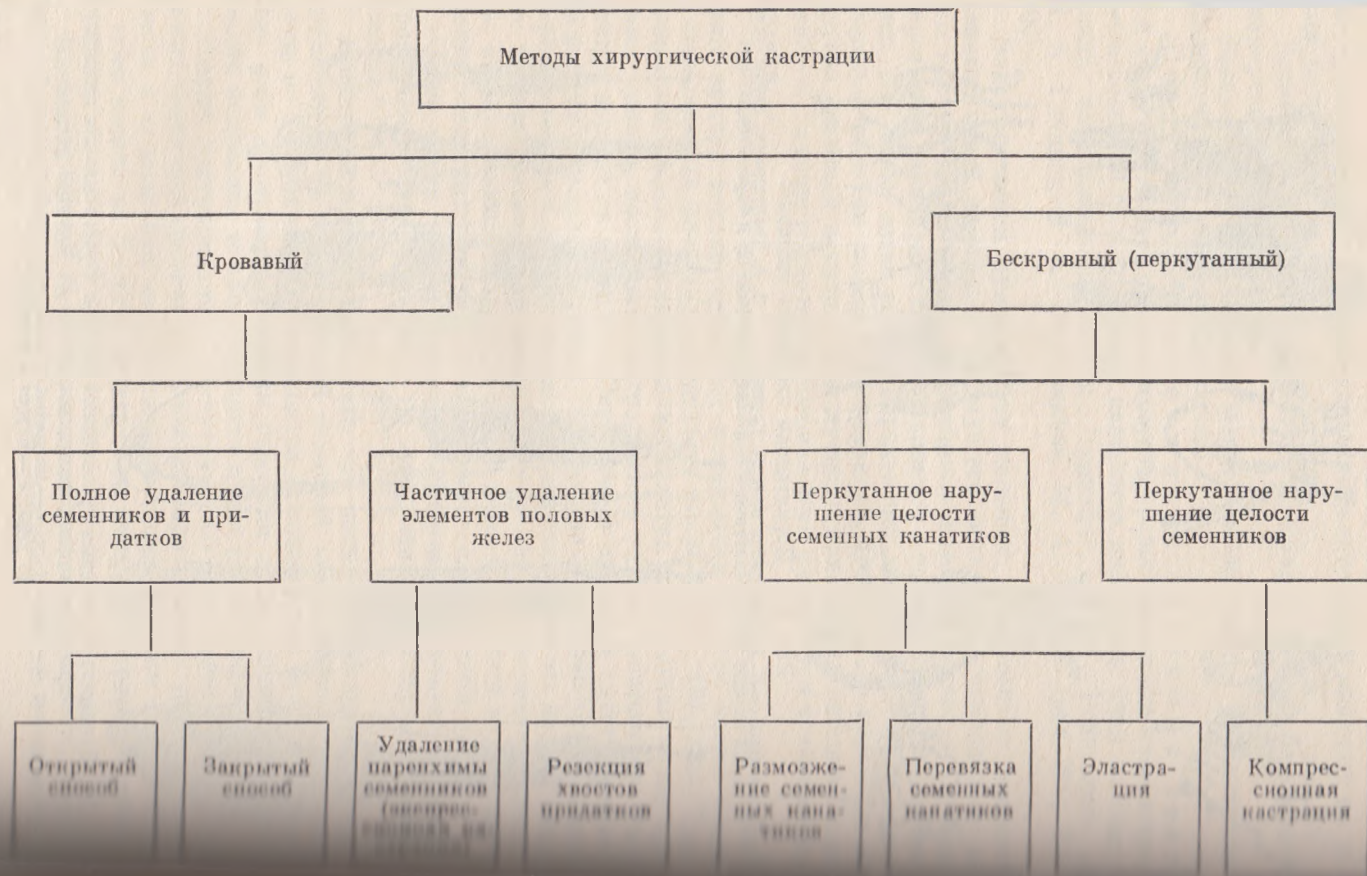 Методы хирургической кастрации
Кровавый
Бескровный (перкутанный)
Полное удаление
семенников и при-
датков
Частичное удаление
элементов половых
желез
Перкутанное нару-
шение целости
семенных канатиков
Перкутанное нару-
шение целости
семенников
Открытый
способ
Закрытый
способ
Удаление
паренхимы
семенников
Резекция
хвостов
придатков
Размозже-
ние семен-
ных кана-
тиков
Перевязка
семенных
канатиков
Эластра-
ция
Компрес-
сионная
кастрация